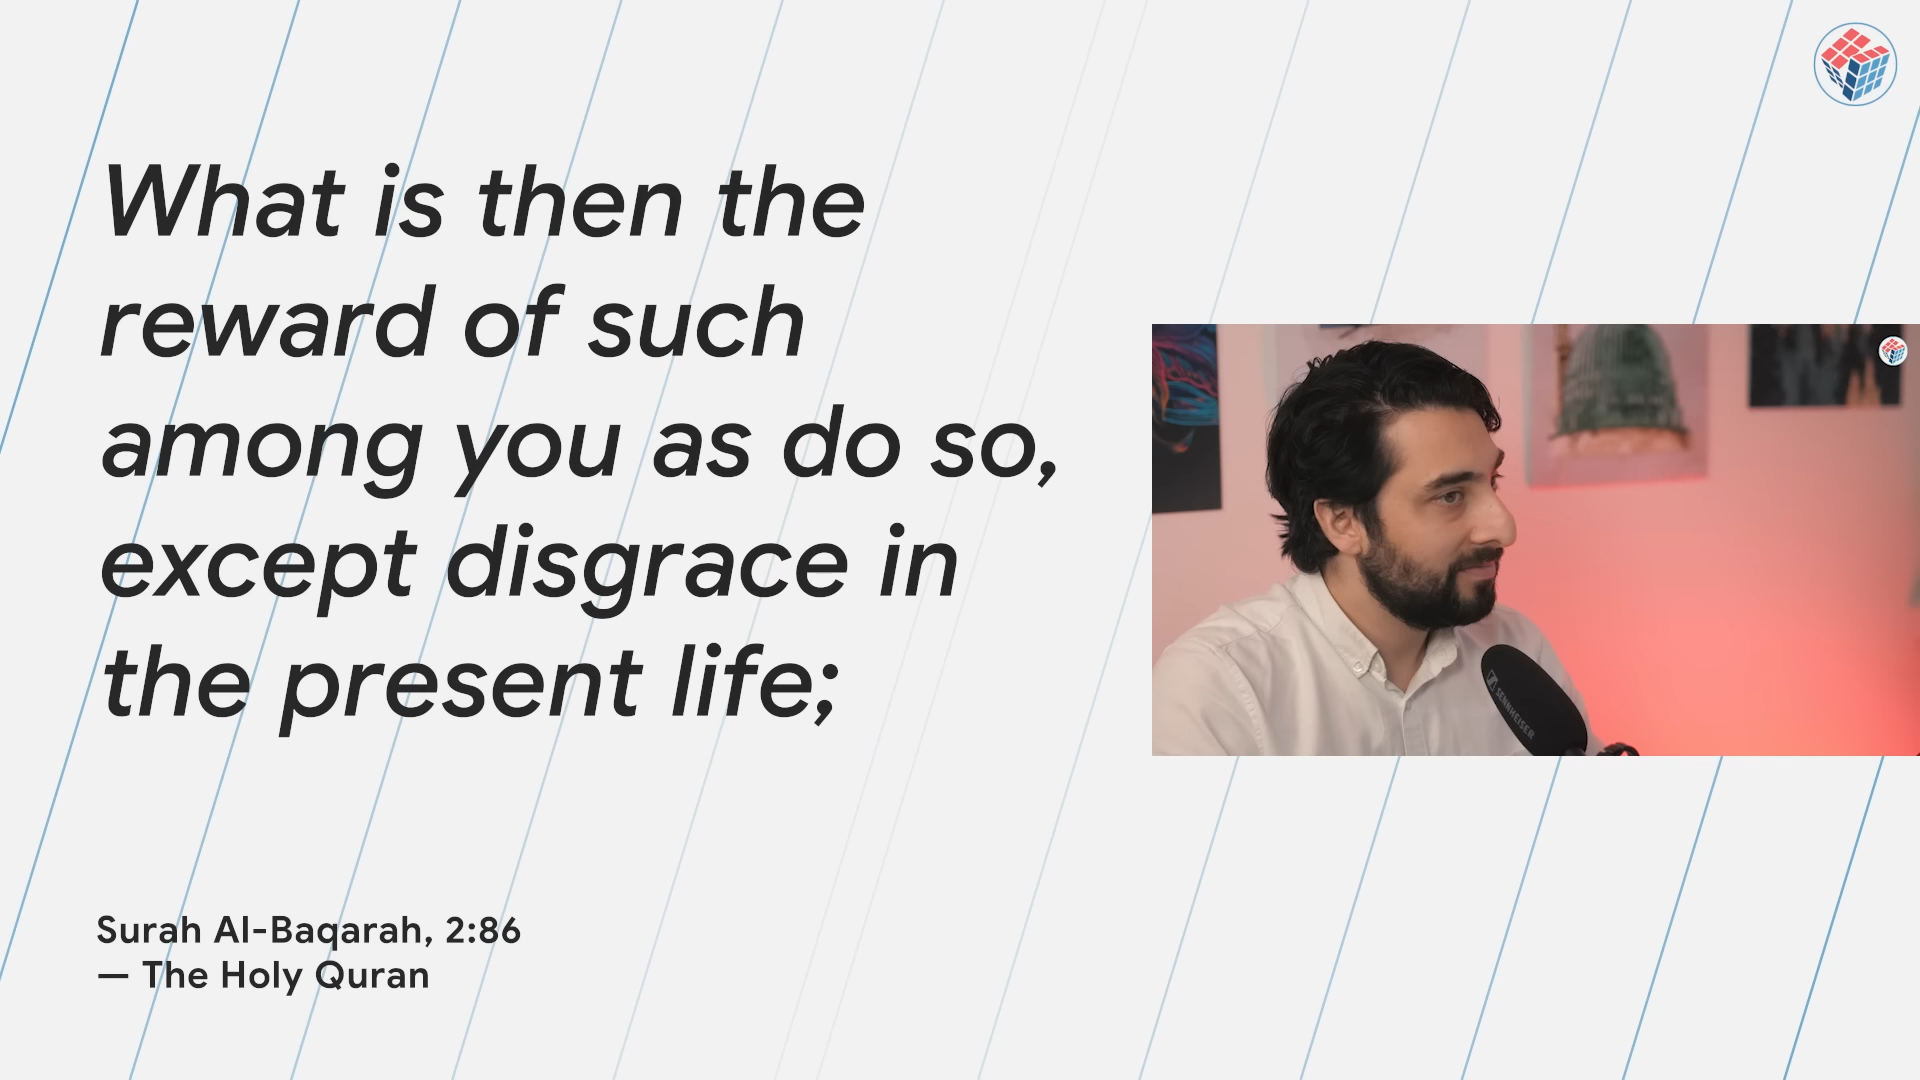 What is then the
reward of such
among you as do so,
except disgrace in
the present life;
SENNHEISER
Surah Al-Baqarah, 2:86
— The Holy Quran